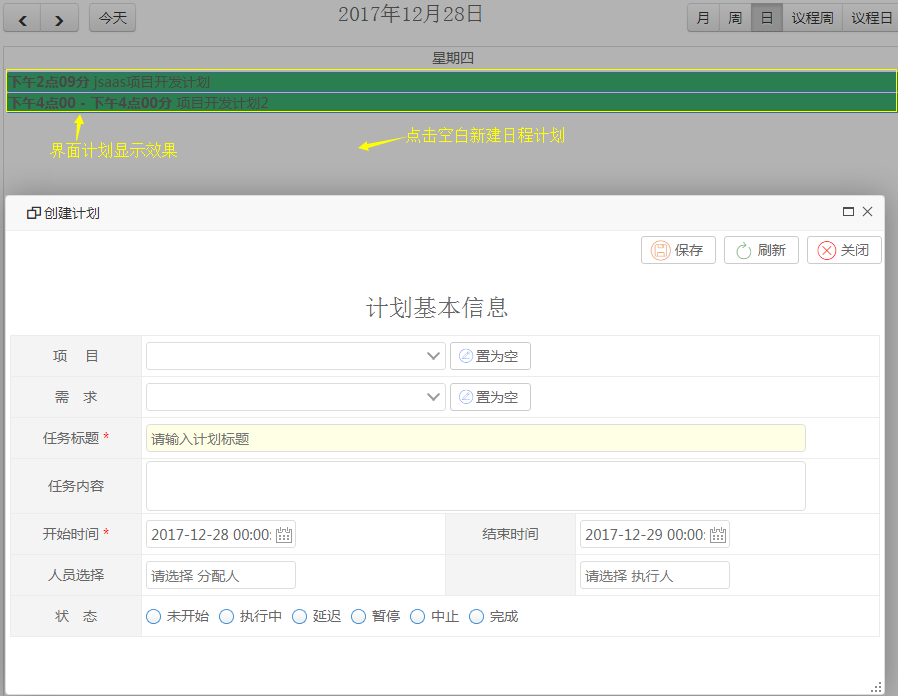 今天 2017年12月28日 月 周 日 议程周 议程日
星期四
下午2点09分 jsaas项目开发计划
下午4点00 - 下午4点00分 项目开发计划2
点击空白新建日程计划
界面计划显示效果
创建计划
保存 刷新 关闭
计划基本信息
项 目 置为空
需 求 置为空
任务标题 * 请输入计划标题
任务内容
开始时间 * 2017-12-28 00:00: 结束时间 2017-12-29 00:00:
人员选择 请选择 分配人 请选择 执行人
状 态 未开始 执行中 延迟 暂停 中止 完成